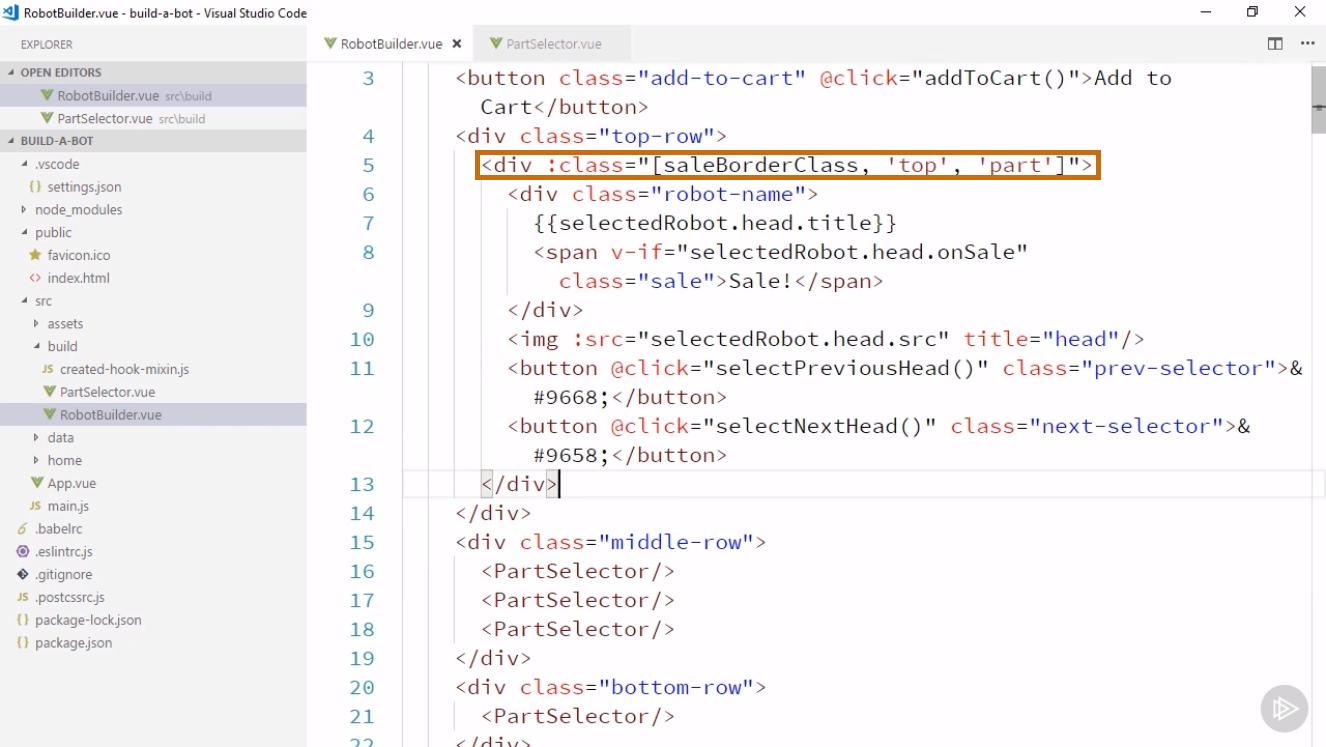 RobotBuilder.vue - build-a-bot - Visual Studio Code
EXPLORER
OPEN EDITORS
RobotBuilder.vue src\build
PartSelector.vue src\build
BUILD-A-BOT
.vscode
{} settings.json
node_modules
public
favicon.ico
<> index.html
src
assets
build
JS created-hook-mixin.js
PartSelector.vue
RobotBuilder.vue
data
home
App.vue
JS main.js
.babelrc
.eslintrc.js
.gitignore
JS .postcssrc.js
{} package-lock.json
{} package.json
RobotBuilder.vue PartSelector.vue
3 <button class="add-to-cart" @click="addToCart()">Add to
Cart</button>
4 <div class="top-row">
5 <div :class="[saleBorderClass, 'top', 'part']">
6 <div class="robot-name">
7 {{selectedRobot.head.title}}
8 <span v-if="selectedRobot.head.onSale"
class="sale">Sale!</span>
9 </div>
10 <img :src="selectedRobot.head.src" title="head"/>
11 <button @click="selectPreviousHead()" class="prev-selector">&
#9668;</button>
12 <button @click="selectNextHead()" class="next-selector">&
#9658;</button>
13 </div>
14 </div>
15 <div class="middle-row">
16 <PartSelector/>
17 <PartSelector/>
18 <PartSelector/>
19 </div>
20 <div class="bottom-row">
21 <PartSelector/>
22 </div>